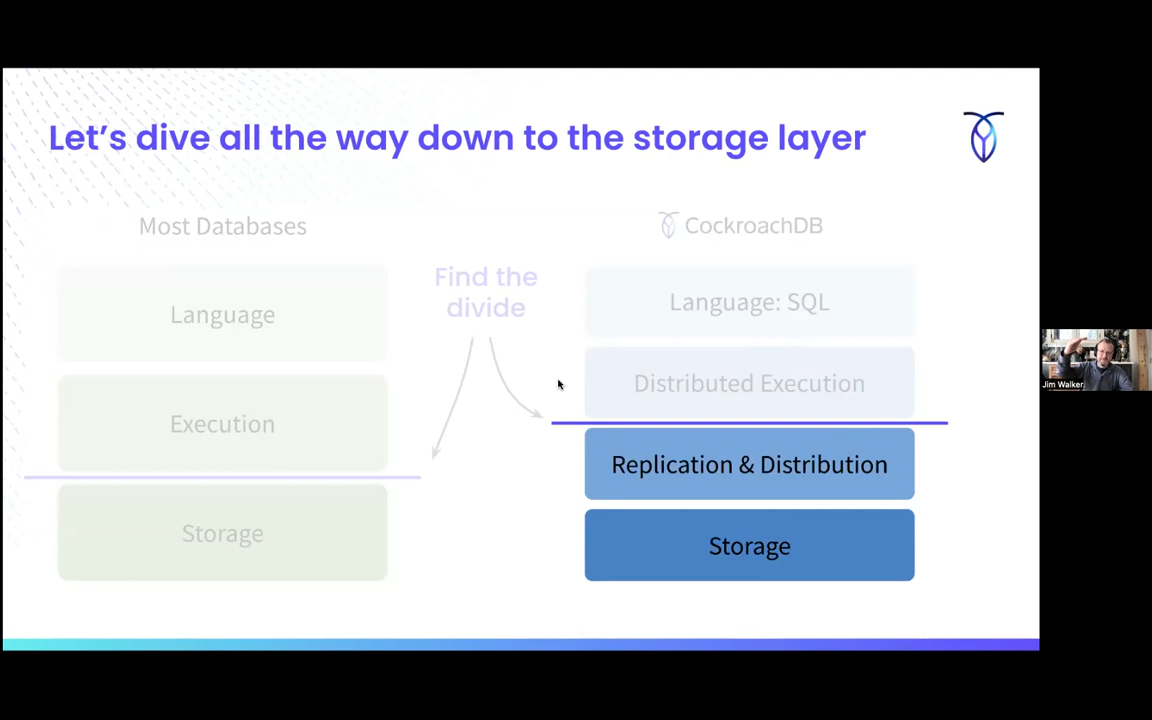 Let’s dive all the way down to the storage layer
Most Databases
Language
Execution
Storage
Find the
divide
CockroachDB
Language: SQL
Distributed Execution
Replication & Distribution
Storage
Jim Walker